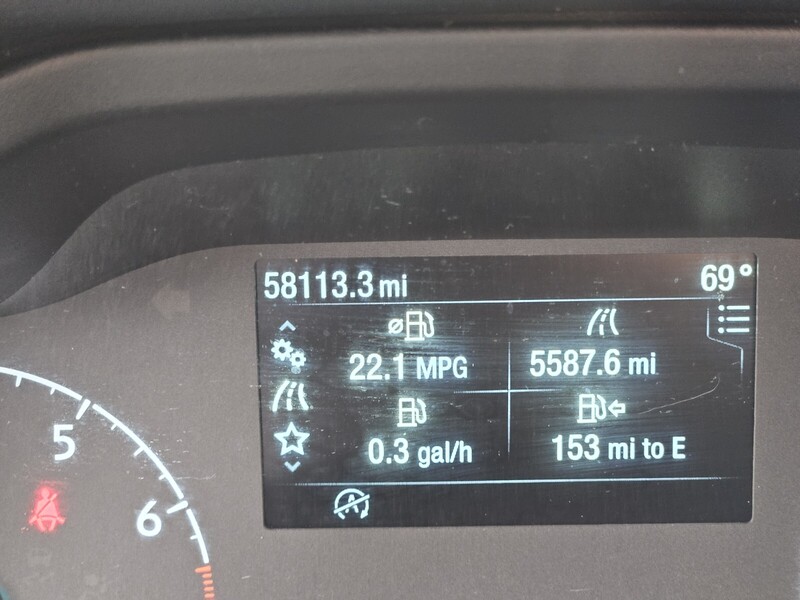 58113.3 mi 69°
22.1 MPG 5587.6 mi
0.3 gal/h 153 mi to E
5
A
6